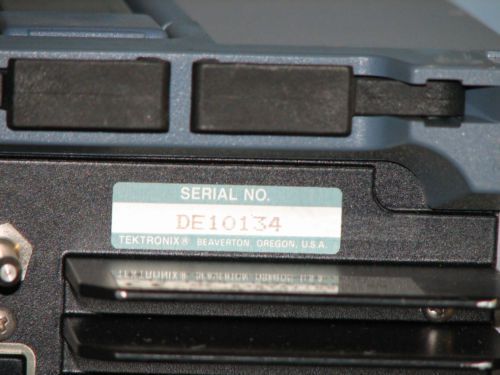 SERIAL NO.
DE10134
TEKTRONIX® BEAVERTON, OREGON, U.S.A.